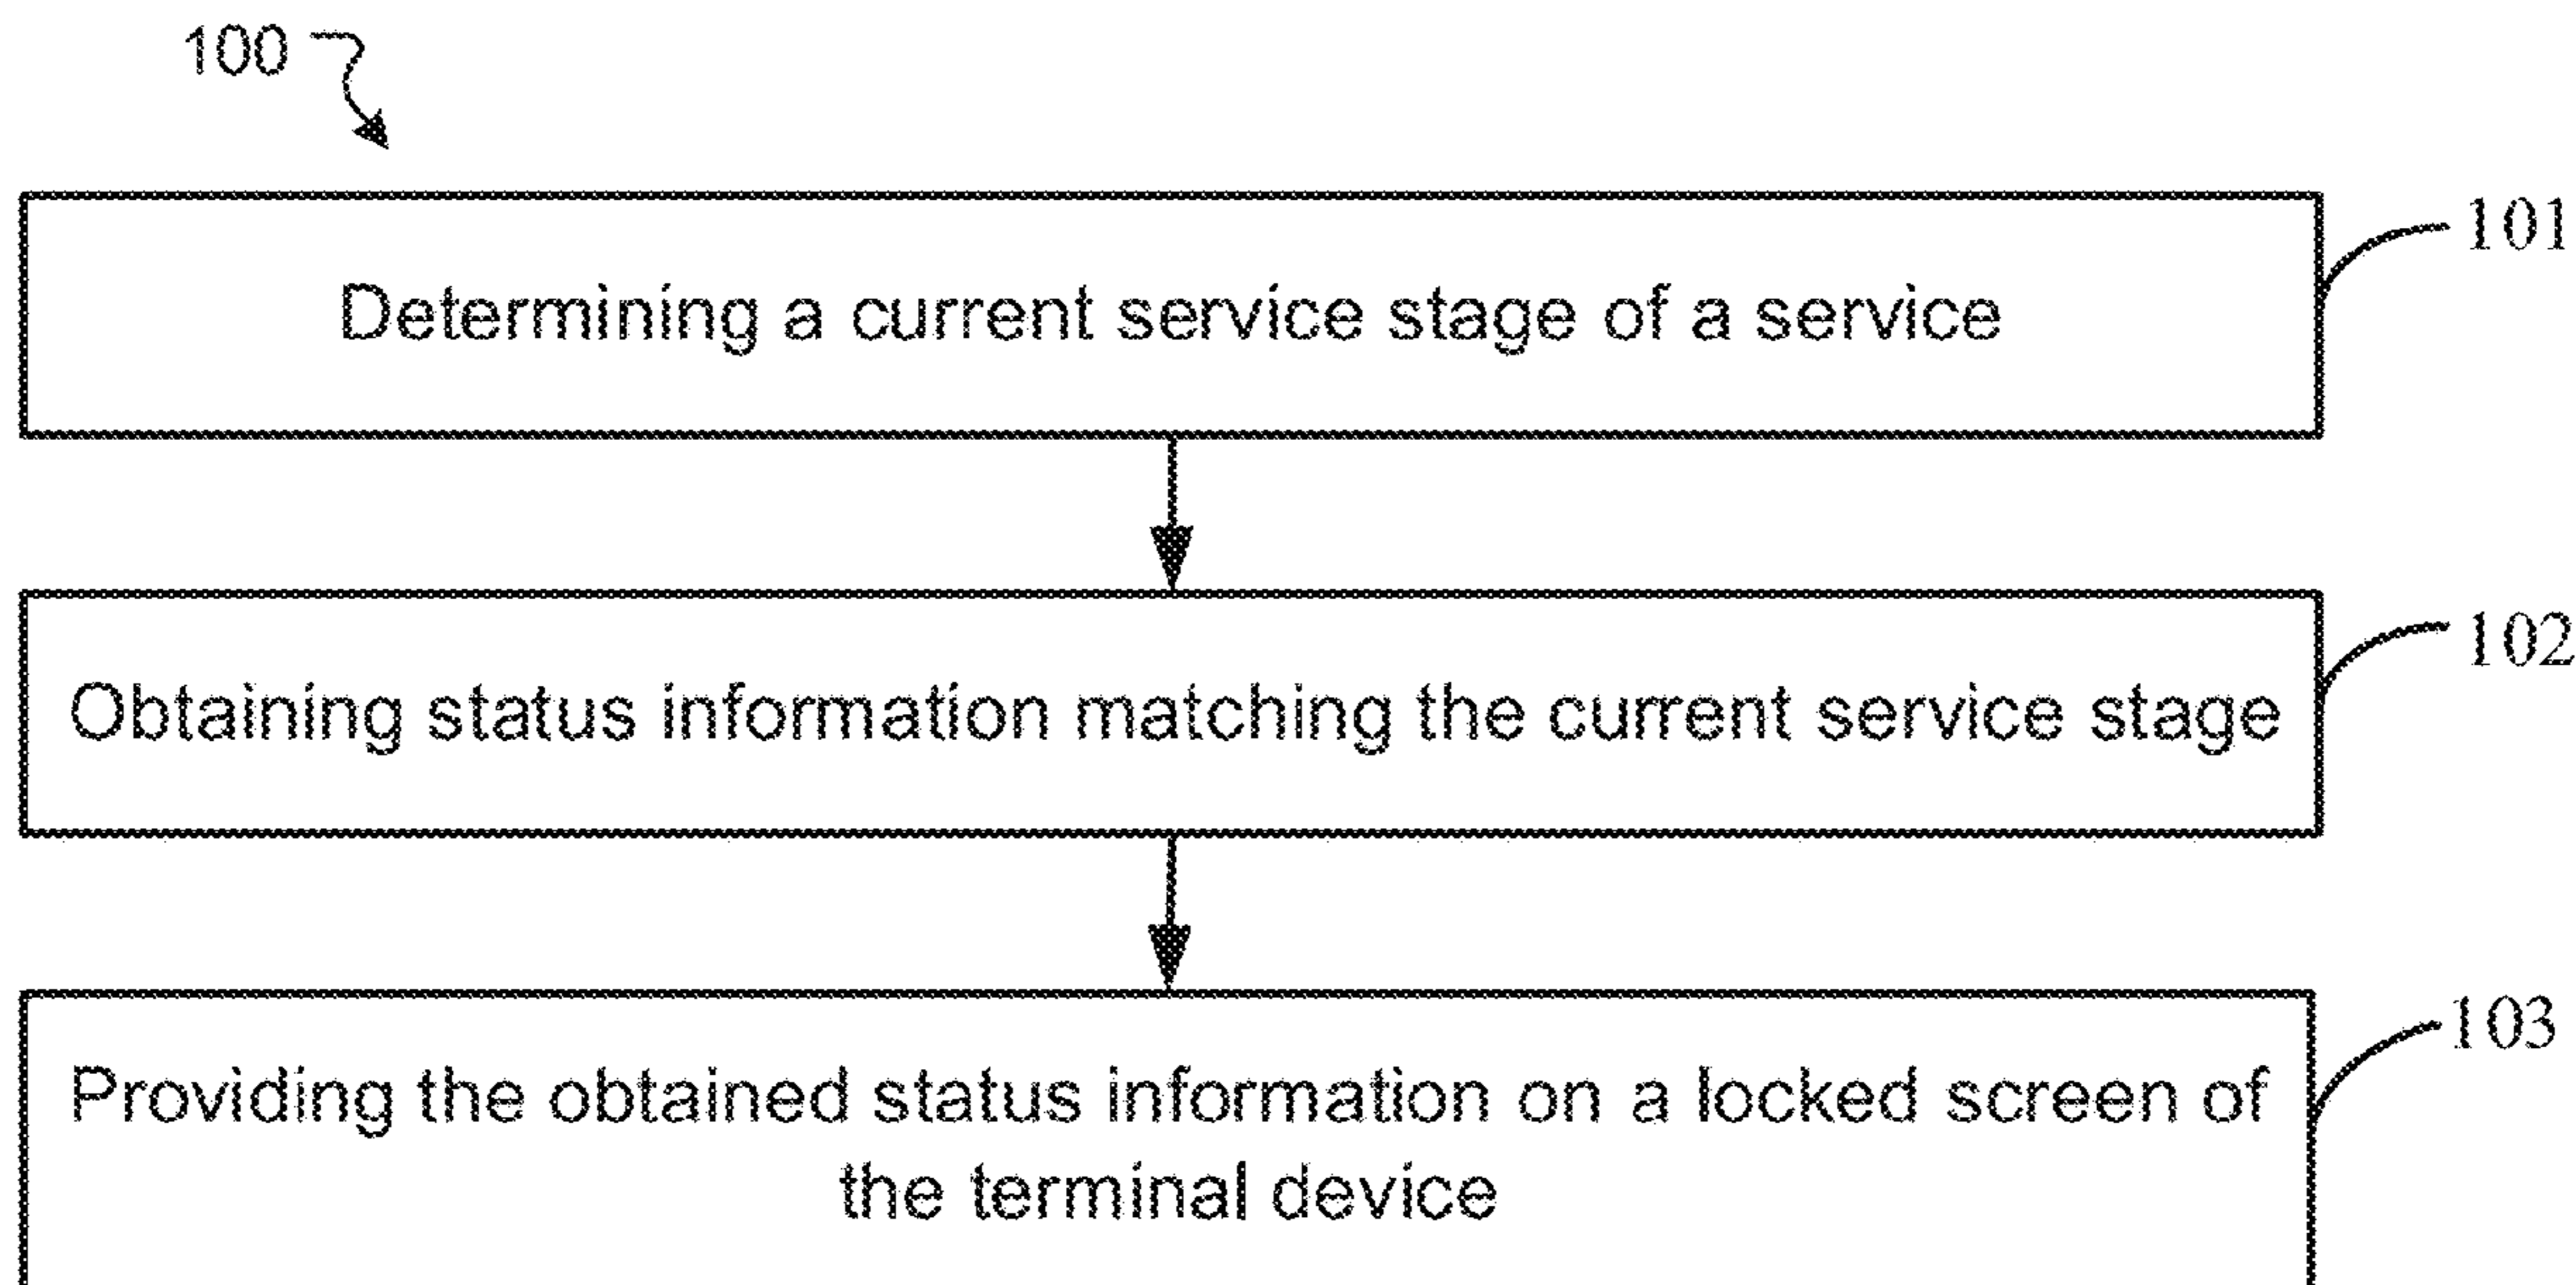 100
Determining a current service stage of a service
101
Obtaining status information matching the current service stage
102
Providing the obtained status information on a locked screen of
the terminal device
103